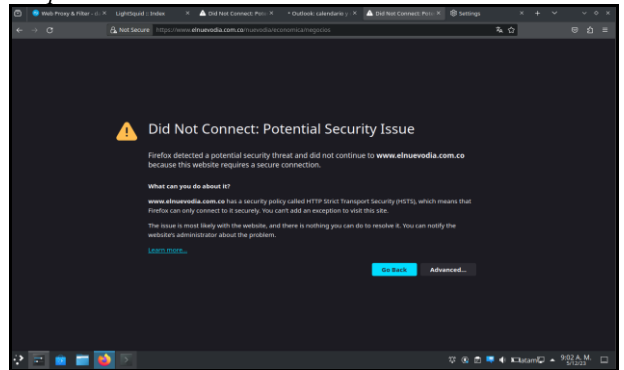 Web Proxy & Filter - di
LightSquid :: Index
Did Not Connect: Pote
Outlook: calendario y
Did Not Connect: Pote
Settings
Not Secure https://www.elnuevodia.com.co/nuevodia/economica/negocios
Did Not Connect: Potential Security Issue
Firefox detected a potential security threat and did not continue to www.elnuevodia.com.co
because this website requires a secure connection.
What can you do about it?
www.elnuevodia.com.co has a security policy called HTTP Strict Transport Security (HSTS), which means that
Firefox can only connect to it securely. You can't add an exception to visit this site.
The issue is most likely with the website, and there is nothing you can do to resolve it. You can notify the
website's administrator about the problem.
Learn more...
Go Back
Advanced...
latam
9:02 A. M.
5/12/23